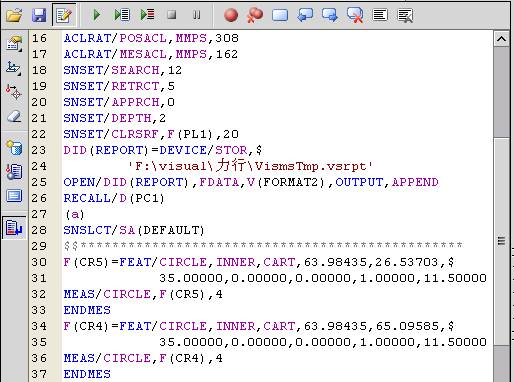 16 ACLRAT/POSACL,MMPS,308
17 ACLRAT/MESACL,MMPS,162
18 SNSET/SEARCH,12
19 SNSET/RETRCT,5
20 SNSET/APPRCH,0
21 SNSET/DEPTH,2
22 SNSET/CLRSRF,F(PL1),20
23 DID(REPORT)=DEVICE/STOR,$
24 'F:\visual\力行\VismsTmp.vsrpt'
25 OPEN/DID(REPORT),FDATA,V(FORMAT2),OUTPUT,APPEND
26 RECALL/D(PC1)
27 (a)
28 SNSLCT/SA(DEFAULT)
29 $$***********************************************
30 F(CR5)=FEAT/CIRCLE,INNER,CART,63.98435,26.53703,$
31 35.00000,0.00000,0.00000,1.00000,11.50000
32 MEAS/CIRCLE,F(CR5),4
33 ENDMES
34 F(CR4)=FEAT/CIRCLE,INNER,CART,63.98435,65.09585,$
35 35.00000,0.00000,0.00000,1.00000,11.50000
36 MEAS/CIRCLE,F(CR4),4
37 ENDMES